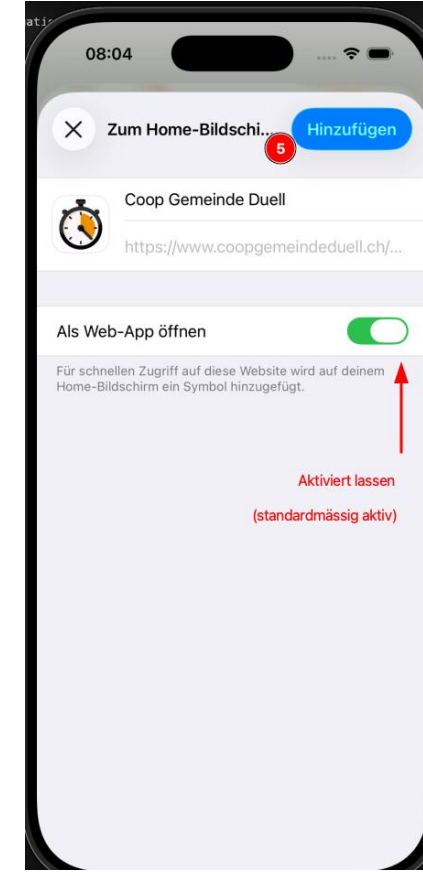 08:04
Zum Home-Bildschi...
Hinzufügen
5
Coop Gemeinde Duell
https://www.coopgemeindeduell.ch/...
Als Web-App öffnen
Für schnellen Zugriff auf diese Website wird auf deinem
Home-Bildschirm ein Symbol hinzugefügt.
Aktiviert lassen
(standardmässig aktiv)